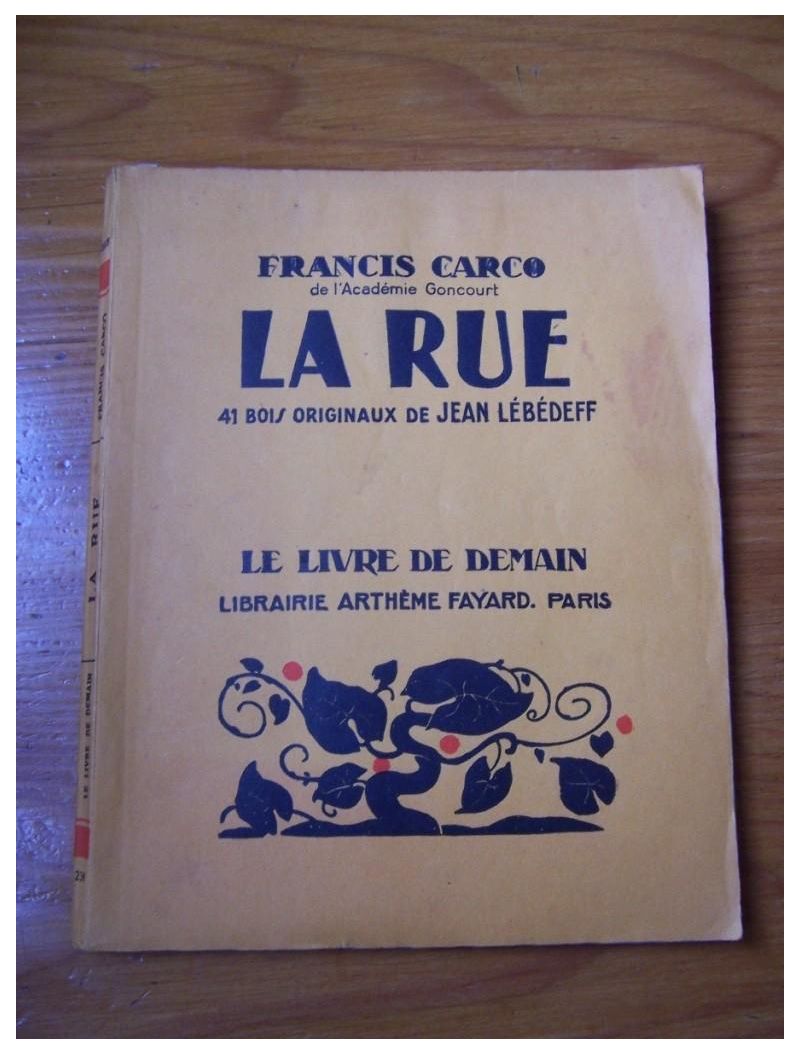 FRANCIS CARCO
de l'Académie Goncourt
LA RUE
41 BOIS ORIGINAUX DE JEAN LÉBÉDEFF
LE LIVRE DE DEMAIN
LIBRAIRIE ARTHÈME FAYARD. PARIS
FRANCIS CARCO
LA RUE
LE LIVRE DE DEMAIN